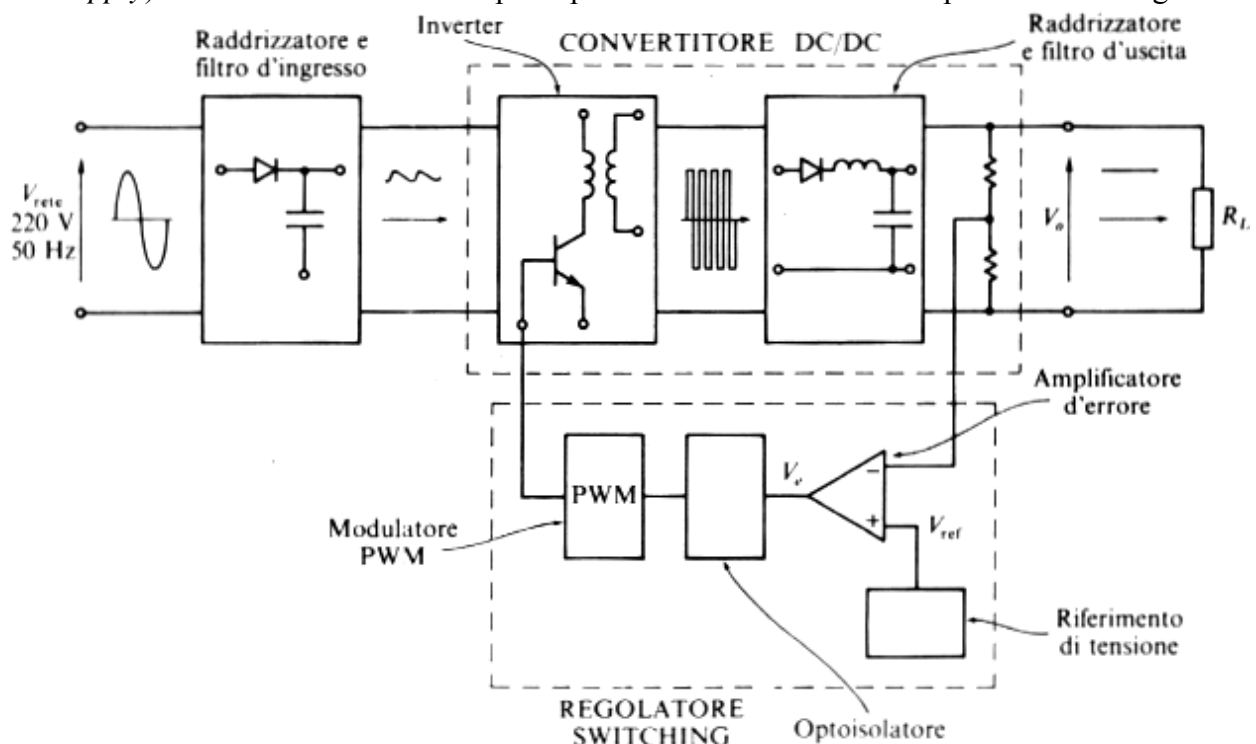 Inverter
Raddrizzatore e
filtro d'ingresso
CONVERTITORE DC/DC
Raddrizzatore
e filtro d'uscita
V rete
220 V
50 Hz
V o
R L
Amplificatore
d'errore
V e
−
+
V ref
PWM
Modulatore
PWM
Riferimento
di tensione
REGOLATORE
SWITCHING
Optoisolatore